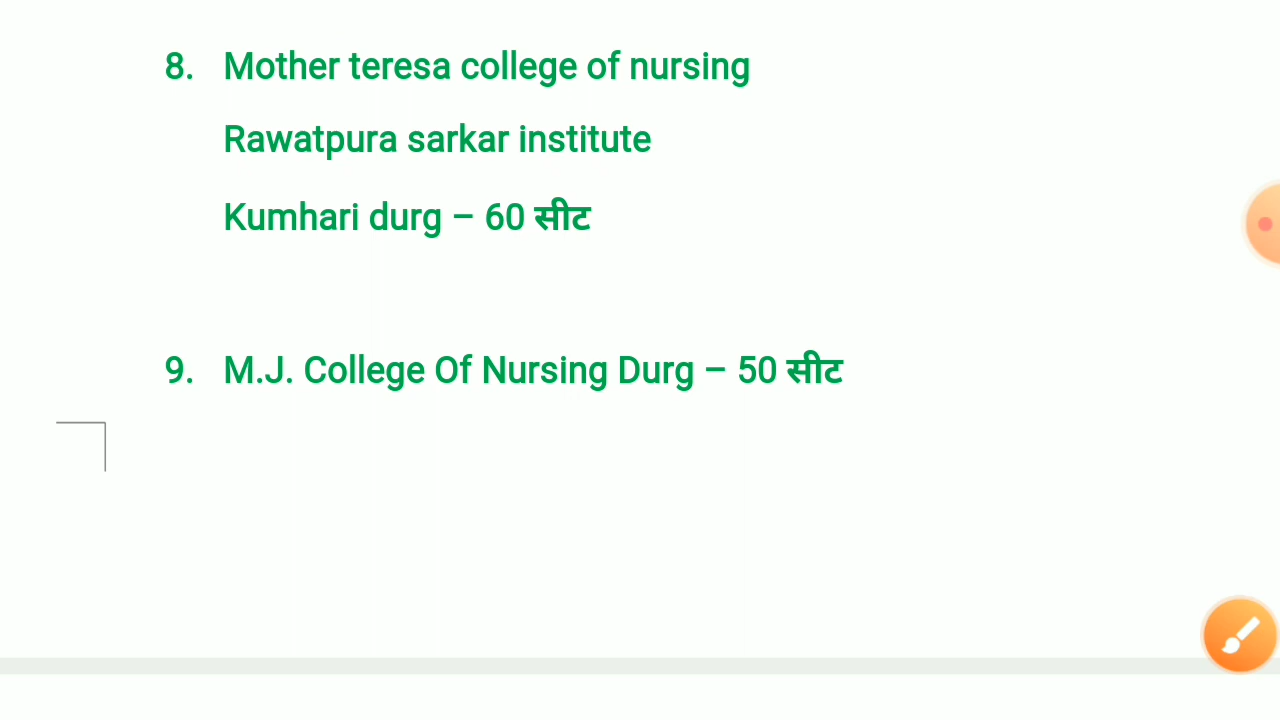 8. Mother teresa college of nursing
Rawatpura sarkar institute
Kumhari durg – 60 सीट
9. M.J. College Of Nursing Durg – 50 सीट